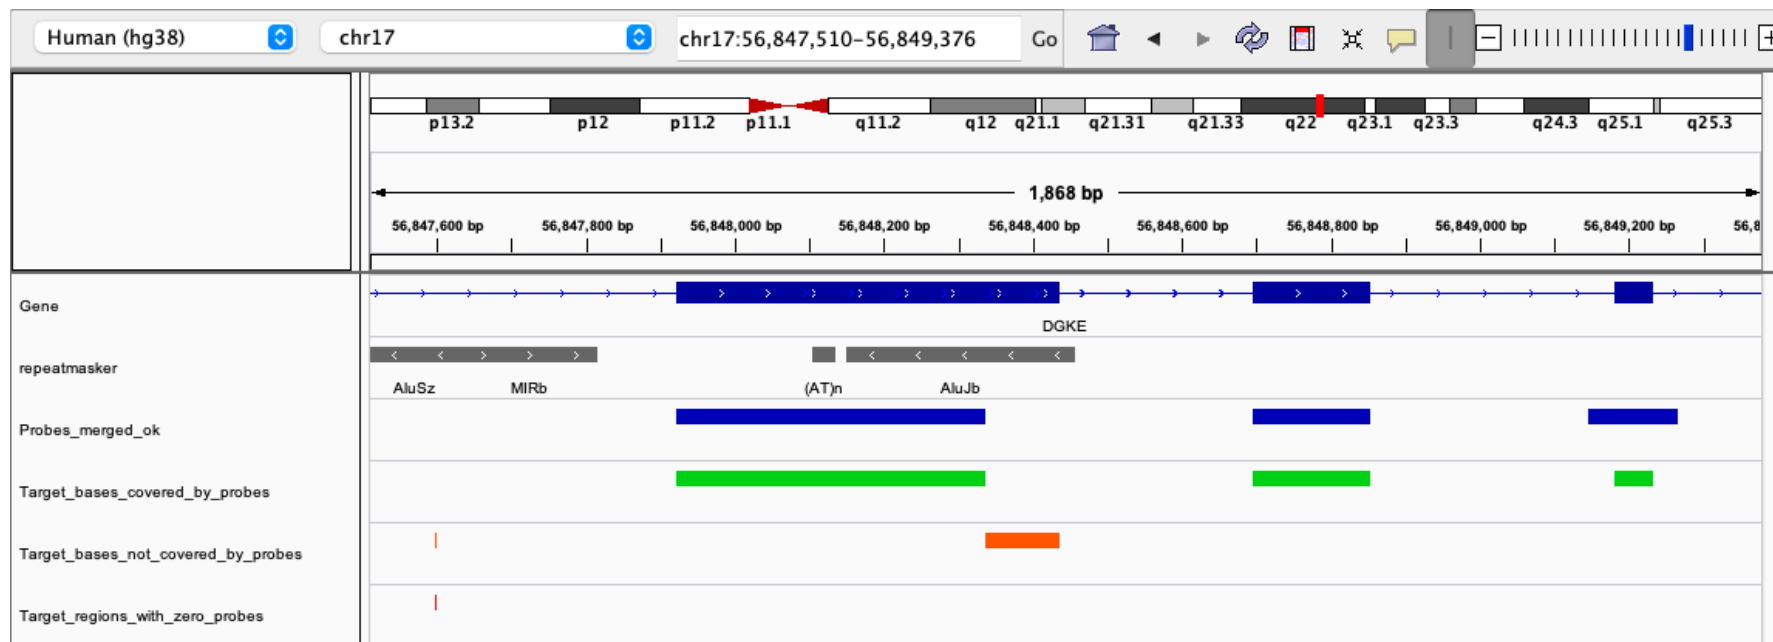 Human (hg38) chr17 chr17:56,847,510-56,849,376 Go
p13.2 p12 p11.2 p11.1 q11.2 q12 q21.1 q21.31 q21.33 q22 q23.1 q23.3 q24.3 q25.1 q25.3
1,868 bp
56,847,600 bp 56,847,800 bp 56,848,000 bp 56,848,200 bp 56,848,400 bp 56,848,600 bp 56,848,800 bp 56,849,000 bp 56,849,200 bp 56,8
Gene
DGKE
repeatmasker
AluSz MIRb (AT)n AluJb
Probes_merged_ok
Target_bases_covered_by_probes
Target_bases_not_covered_by_probes
Target_regions_with_zero_probes